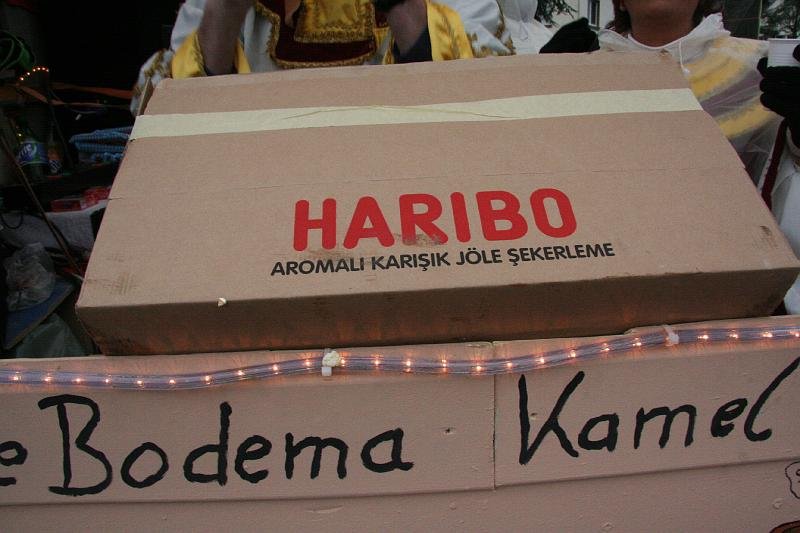 HARIBO
AROMALI KARIŞIK JÖLE ŞEKERLEME
e Bodema Kamel